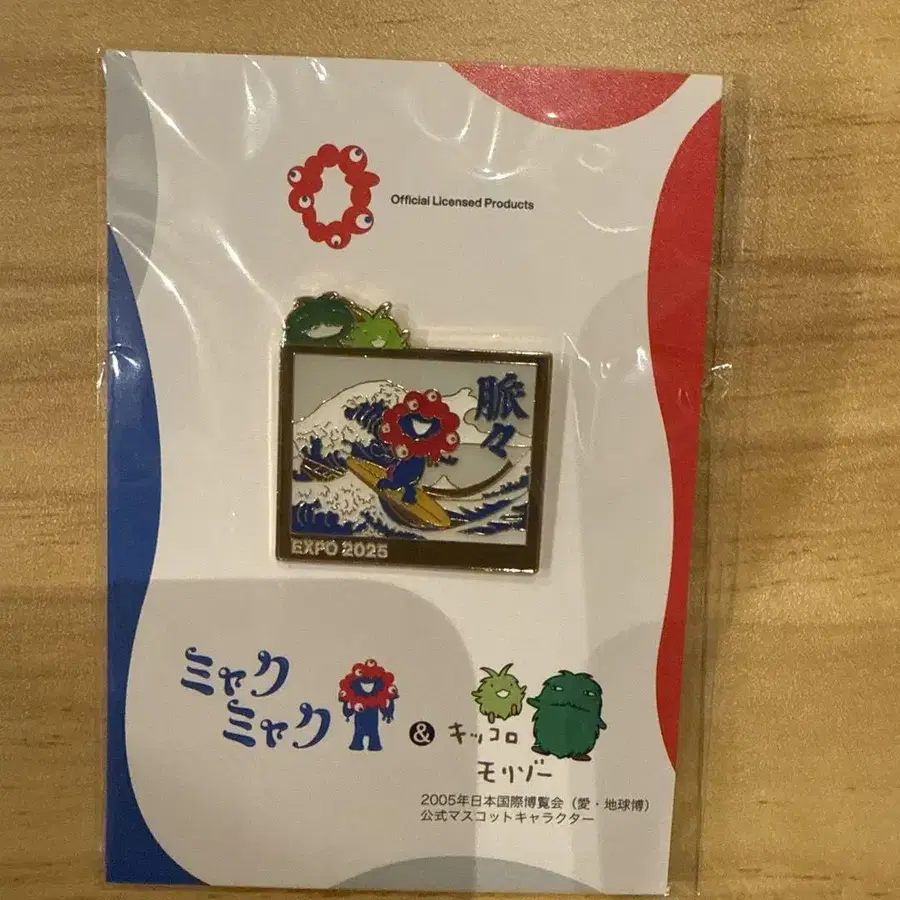 Official Licensed Products
脈々
EXPO 2025
ミャク
ミャク
&
キッコロ
モリゾー
2005年日本国際博覧会（愛・地球博）
公式マスコットキャラクター